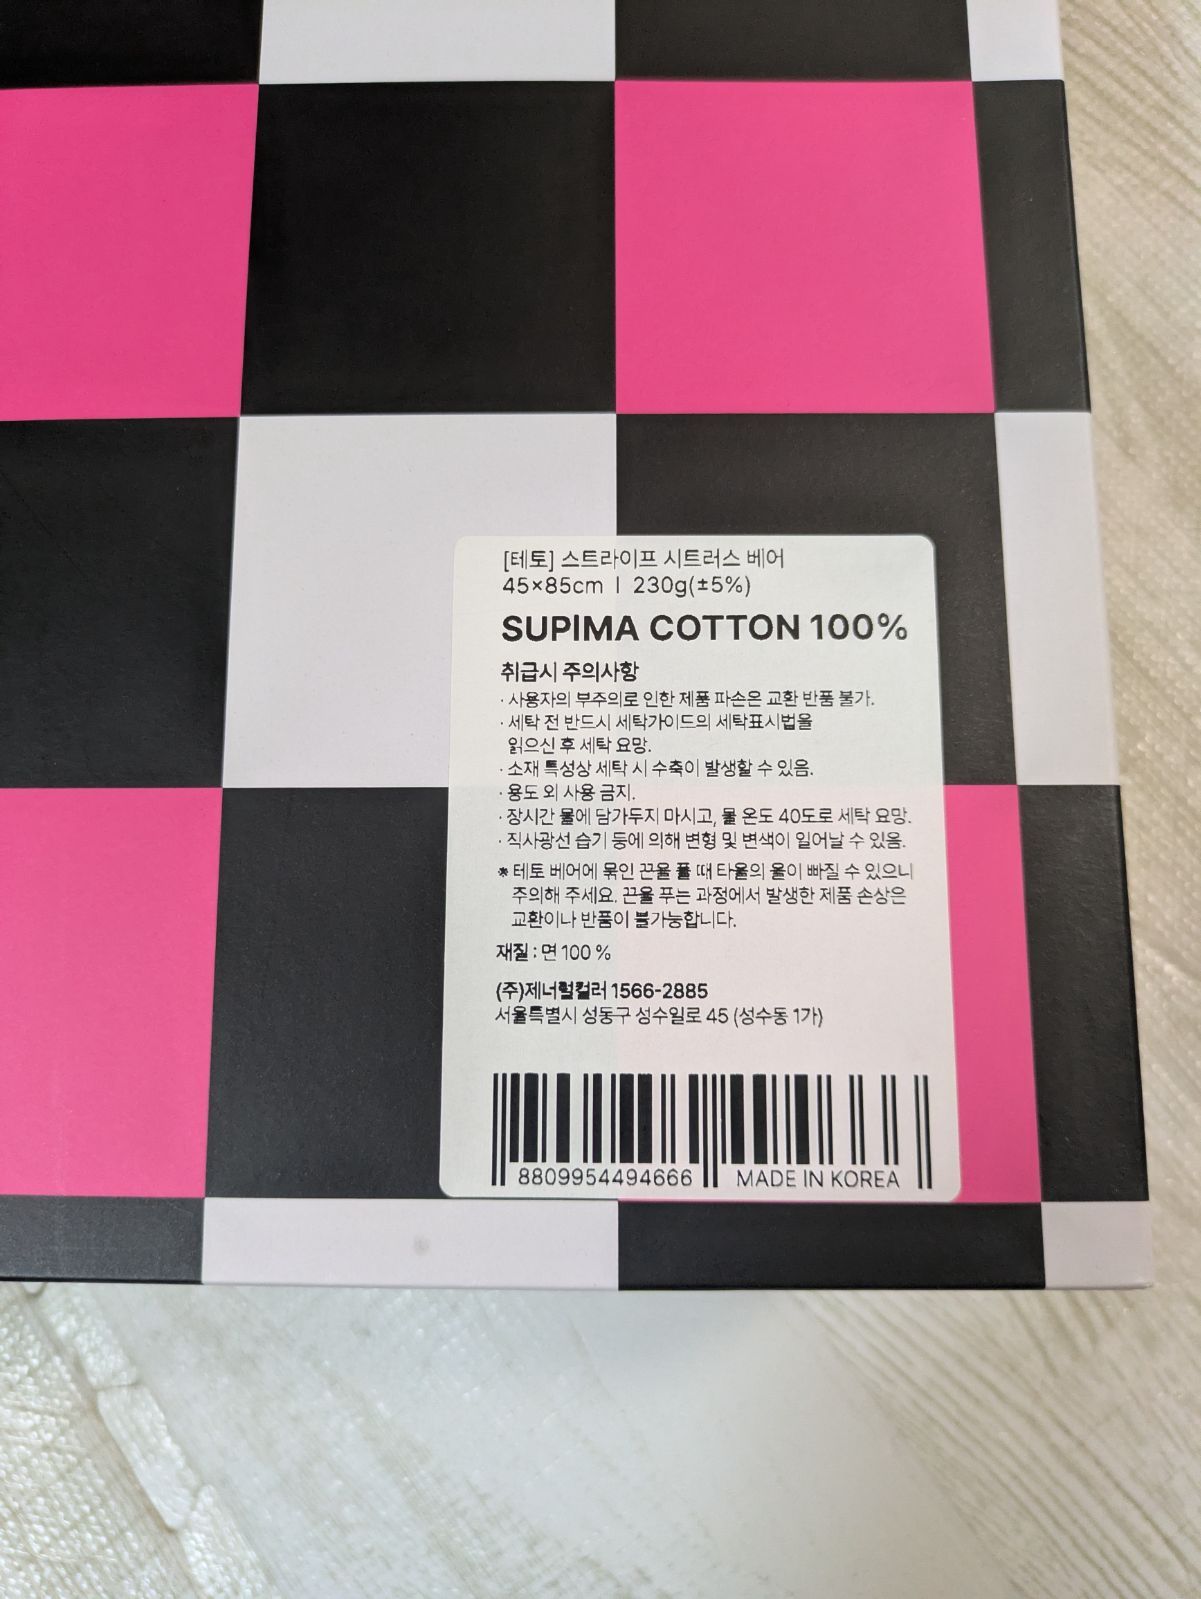 [테토] 스트라이프 시트러스 베어
45×85cm | 230g(±5%)
SUPIMA COTTON 100%
취급시 주의사항
· 사용자의 부주의로 인한 제품 파손은 교환 반품 불가.
· 세탁 전 반드시 세탁가이드의 세탁표시법을
읽으신 후 세탁 요망.
· 소재 특성상 세탁 시 수축이 발생할 수 있음.
· 용도 외 사용 금지.
· 장시간 물에 담가두지 마시고, 물 온도 40도로 세탁 요망.
· 직사광선 습기 등에 의해 변형 및 변색이 일어날 수 있음.
* 테토 베어에 묶인 끈을 풀 때 타올의 올이 빠질 수 있으니
주의해 주세요. 끈을 푸는 과정에서 발생한 제품 손상은
교환이나 반품이 불가능합니다.
재질 : 면 100 %
(주)제너럴컬러 1566-2885
서울특별시 성동구 성수일로 45 (성수동 1가)
8809954494666 MADE IN KOREA